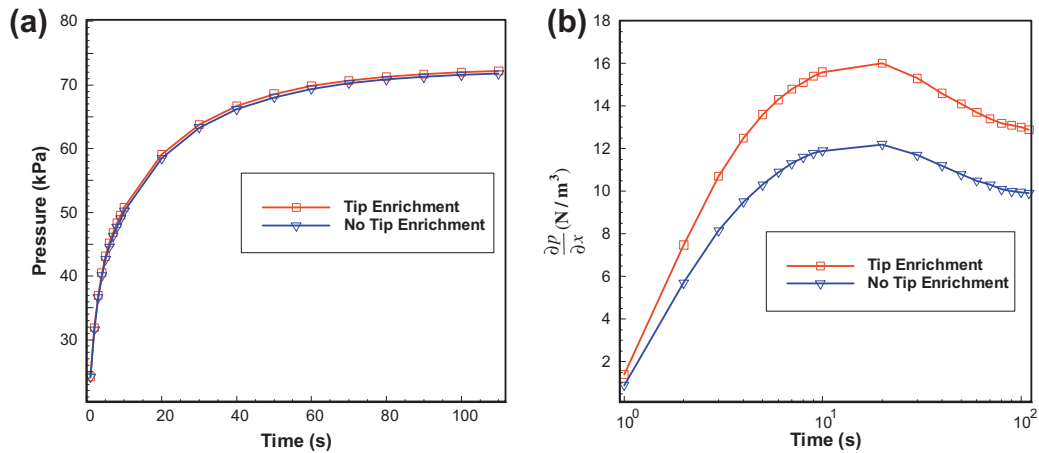 (a)
80
70
60
50
40
30
Pressure (kPa)
0
20
40
60
80
100
Time (s)
Tip Enrichment
No Tip Enrichment
(b)
18
16
14
12
10
8
6
4
2
∂p/∂x (N / m³)
10⁰
10¹
10²
Time (s)
Tip Enrichment
No Tip Enrichment